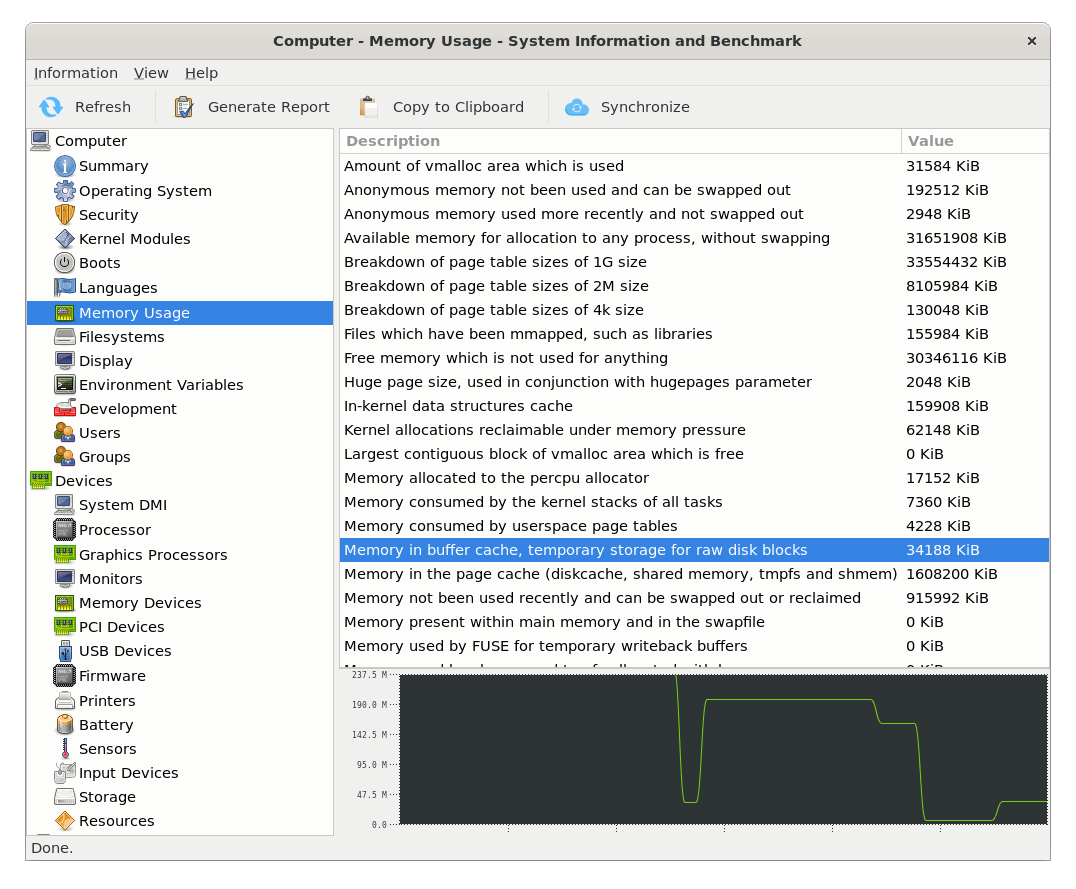 Computer - Memory Usage - System Information and Benchmark
Information View Help
Refresh Generate Report Copy to Clipboard Synchronize
Computer
Summary
Operating System
Security
Kernel Modules
Boots
Languages
Memory Usage
Filesystems
Display
Environment Variables
Development
Users
Groups
Devices
System DMI
Processor
Graphics Processors
Monitors
Memory Devices
PCI Devices
USB Devices
Firmware
Printers
Battery
Sensors
Input Devices
Storage
Resources
Description Value
Amount of vmalloc area which is used 31584 KiB
Anonymous memory not been used and can be swapped out 192512 KiB
Anonymous memory used more recently and not swapped out 2948 KiB
Available memory for allocation to any process, without swapping 31651908 KiB
Breakdown of page table sizes of 1G size 33554432 KiB
Breakdown of page table sizes of 2M size 8105984 KiB
Breakdown of page table sizes of 4k size 130048 KiB
Files which have been mmapped, such as libraries 155984 KiB
Free memory which is not used for anything 30346116 KiB
Huge page size, used in conjunction with hugepages parameter 2048 KiB
In-kernel data structures cache 159908 KiB
Kernel allocations reclaimable under memory pressure 62148 KiB
Largest contiguous block of vmalloc area which is free 0 KiB
Memory allocated to the percpu allocator 17152 KiB
Memory consumed by the kernel stacks of all tasks 7360 KiB
Memory consumed by userspace page tables 4228 KiB
Memory in buffer cache, temporary storage for raw disk blocks 34188 KiB
Memory in the page cache (diskcache, shared memory, tmpfs and shmem) 1608200 KiB
Memory not been used recently and can be swapped out or reclaimed 915992 KiB
Memory present within main memory and in the swapfile 0 KiB
Memory used by FUSE for temporary writeback buffers 0 KiB
237.5 M
190.0 M
142.5 M
95.0 M
47.5 M
0.0
Done.